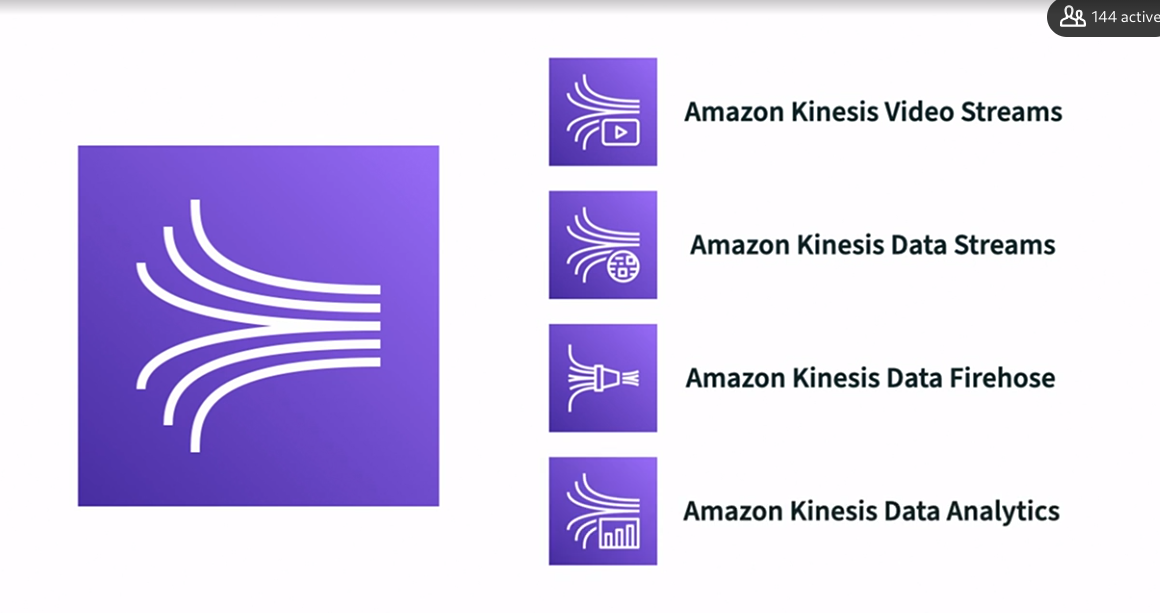 144 active
Amazon Kinesis Video Streams
Amazon Kinesis Data Streams
Amazon Kinesis Data Firehose
Amazon Kinesis Data Analytics